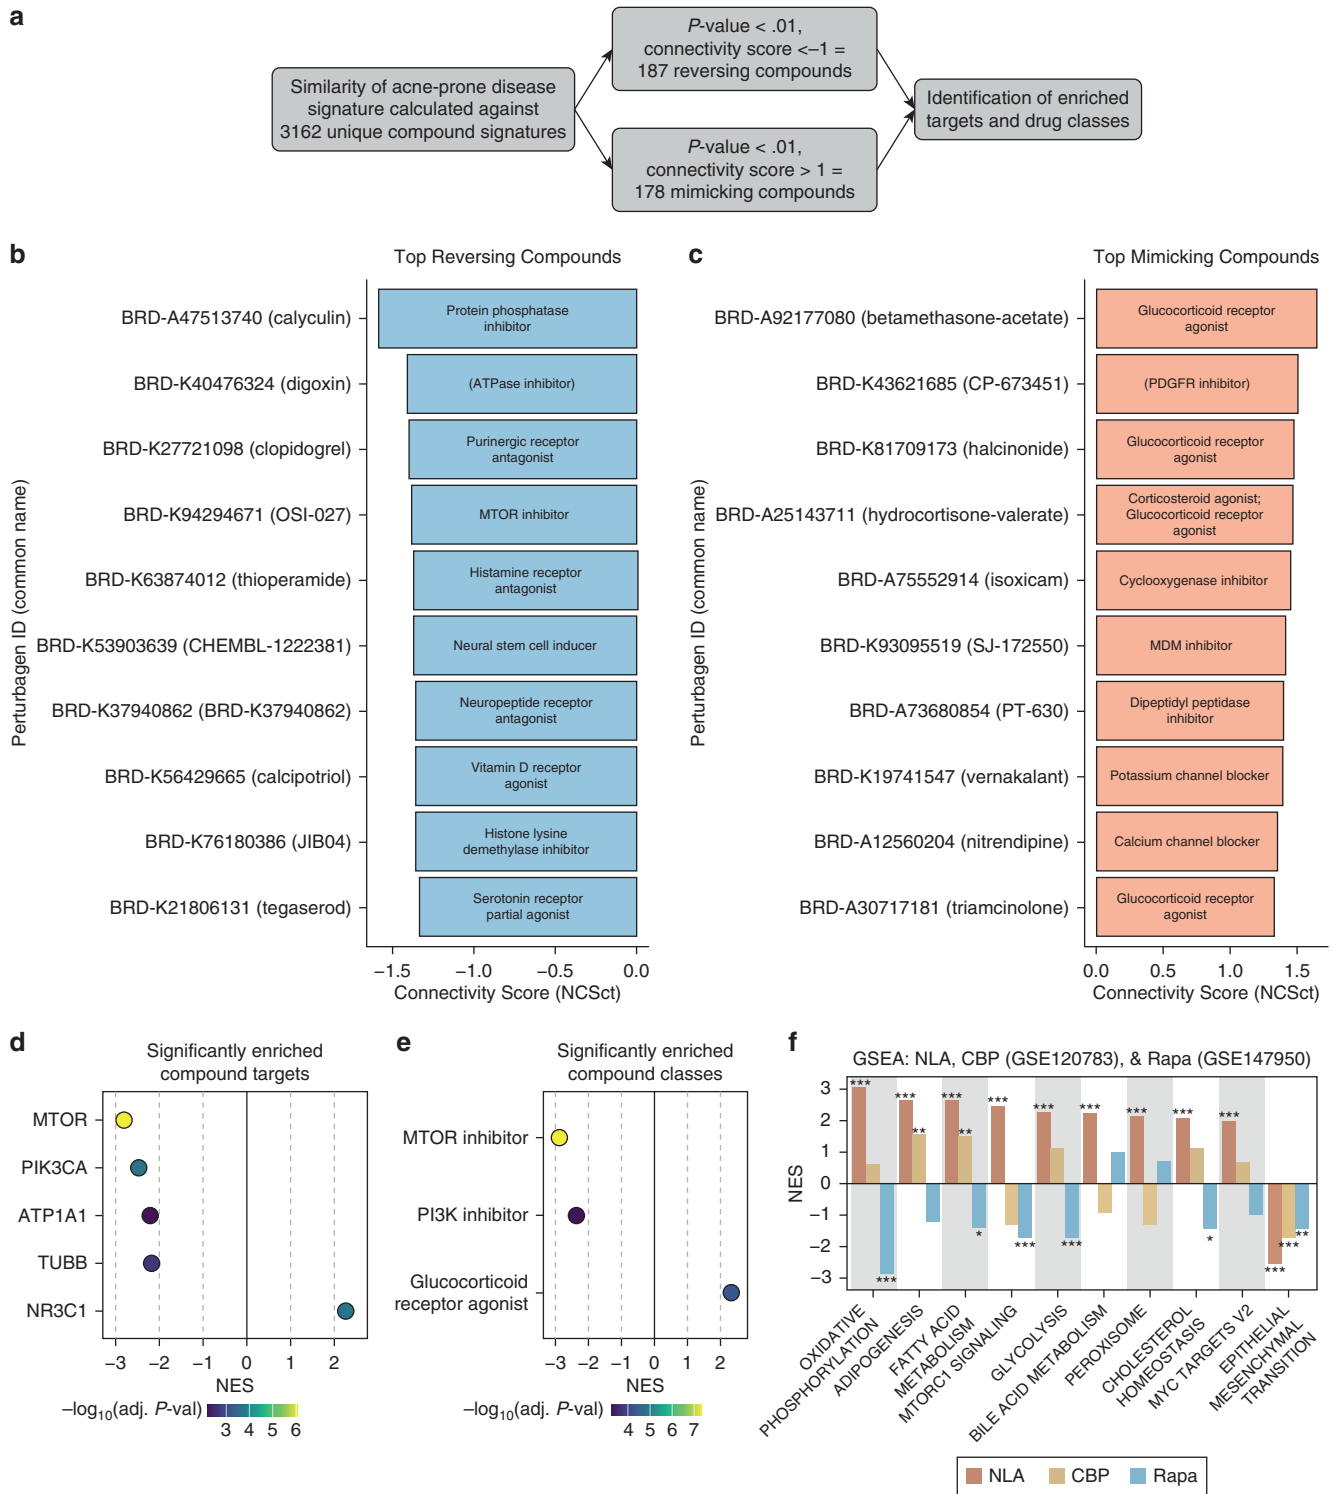 a
Similarity of acne-prone disease
signature calculated against
3162 unique compound signatures
P-value < .01,
connectivity score <–1 =
187 reversing compounds
P-value < .01,
connectivity score > 1 =
178 mimicking compounds
Identification of enriched
targets and drug classes
b
Top Reversing Compounds
Perturbagen ID (common name)
BRD-A47513740 (calyculin)
Protein phosphatase
inhibitor
BRD-K40476324 (digoxin)
(ATPase inhibitor)
BRD-K27721098 (clopidogrel)
Purinergic receptor
antagonist
BRD-K94294671 (OSI-027)
MTOR inhibitor
BRD-K63874012 (thioperamide)
Histamine receptor
antagonist
BRD-K53903639 (CHEMBL-1222381)
Neural stem cell inducer
BRD-K37940862 (BRD-K37940862)
Neuropeptide receptor
antagonist
BRD-K56429665 (calcipotriol)
Vitamin D receptor
agonist
BRD-K76180386 (JIB04)
Histone lysine
demethylase inhibitor
BRD-K21806131 (tegaserod)
Serotonin receptor
partial agonist
−1.5 −1.0 −0.5 0.0
Connectivity Score (NCSct)
c
Top Mimicking Compounds
Perturbagen ID (common name)
BRD-A92177080 (betamethasone-acetate)
Glucocorticoid receptor
agonist
BRD-K43621685 (CP-673451)
(PDGFR inhibitor)
BRD-K81709173 (halcinonide)
Glucocorticoid receptor
agonist
BRD-A25143711 (hydrocortisone-valerate)
Corticosteroid agonist;
Glucocorticoid receptor
agonist
BRD-A75552914 (isoxicam)
Cyclooxygenase inhibitor
BRD-K93095519 (SJ-172550)
MDM inhibitor
BRD-A73680854 (PT-630)
Dipeptidyl peptidase
inhibitor
BRD-K19741547 (vernakalant)
Potassium channel blocker
BRD-A12560204 (nitrendipine)
Calcium channel blocker
BRD-A30717181 (triamcinolone)
Glucocorticoid receptor
agonist
0.0 0.5 1.0 1.5
Connectivity Score (NCSct)
d
Significantly enriched
compound targets
MTOR
PIK3CA
ATP1A1
TUBB
NR3C1
−3 −2 −1 0 1 2
NES
–log10(adj. P-val)
3 4 5 6
e
Significantly enriched
compound classes
MTOR inhibitor
PI3K inhibitor
Glucocorticoid
receptor agonist
−3 −2 −1 0 1 2
NES
–log10(adj. P-val)
4 5 6 7
f
GSEA: NLA, CBP (GSE120783), & Rapa (GSE147950)
NES
3
2
1
0
−1
−2
−3
*** *** ** *** ** *** *** *** *** *** ***
*** * *** *** * *** *** **
OXIDATIVE
PHOSPHORYLATION
ADIPOGENESIS
FATTY ACID
METABOLISM
MTORC1 SIGNALING
GLYCOLYSIS
BILE ACID METABOLISM
PEROXISOME
CHOLESTEROL
HOMEOSTASIS
MYC TARGETS V2
EPITHELIAL
MESENCHYMAL
TRANSITION
NLA CBP Rapa